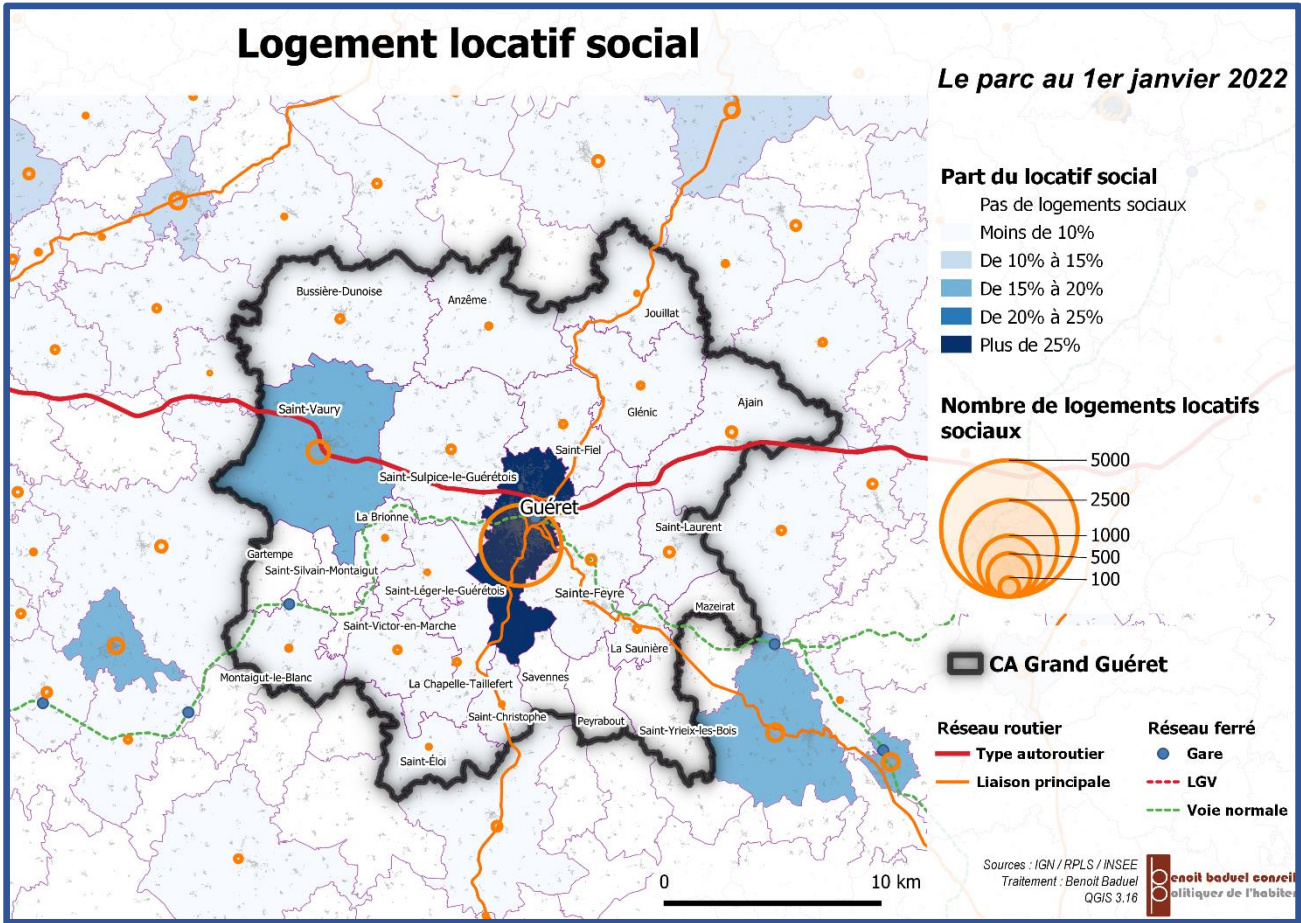 Logement locatif social
Le parc au 1er janvier 2022
Part du locatif social
Pas de logements sociaux
Moins de 10%
De 10% à 15%
De 15% à 20%
De 20% à 25%
Plus de 25%
Nombre de logements locatifs
sociaux
5000
2500
1000
500
100
CA Grand Guéret
Réseau routier
Type autoroutier
Liaison principale
Réseau ferré
Gare
LGV
Voie normale
Bussière-Dunoise
Anzême
Jouillat
Saint-Vaury
Glénic
Ajain
Saint-Fiel
Saint-Sulpice-le-Guérétois
Guéret
La Brionne
Saint-Laurent
Gartempe
Saint-Silvain-Montaigut
Saint-Léger-le-Guérétois
Sainte-Feyre
Mazeirat
Saint-Victor-en-Marche
La Saunière
Montaigut-le-Blanc
La Chapelle-Taillefert
Savennes
Saint-Christophe
Peyrabout
Saint-Yrieix-les-Bois
Saint-Éloi
0 10 km
Sources : IGN / RPLS / INSEE
Traitement : Benoit Baduel
QGIS 3.16
benoit baduel conseil
politiques de l'habitat